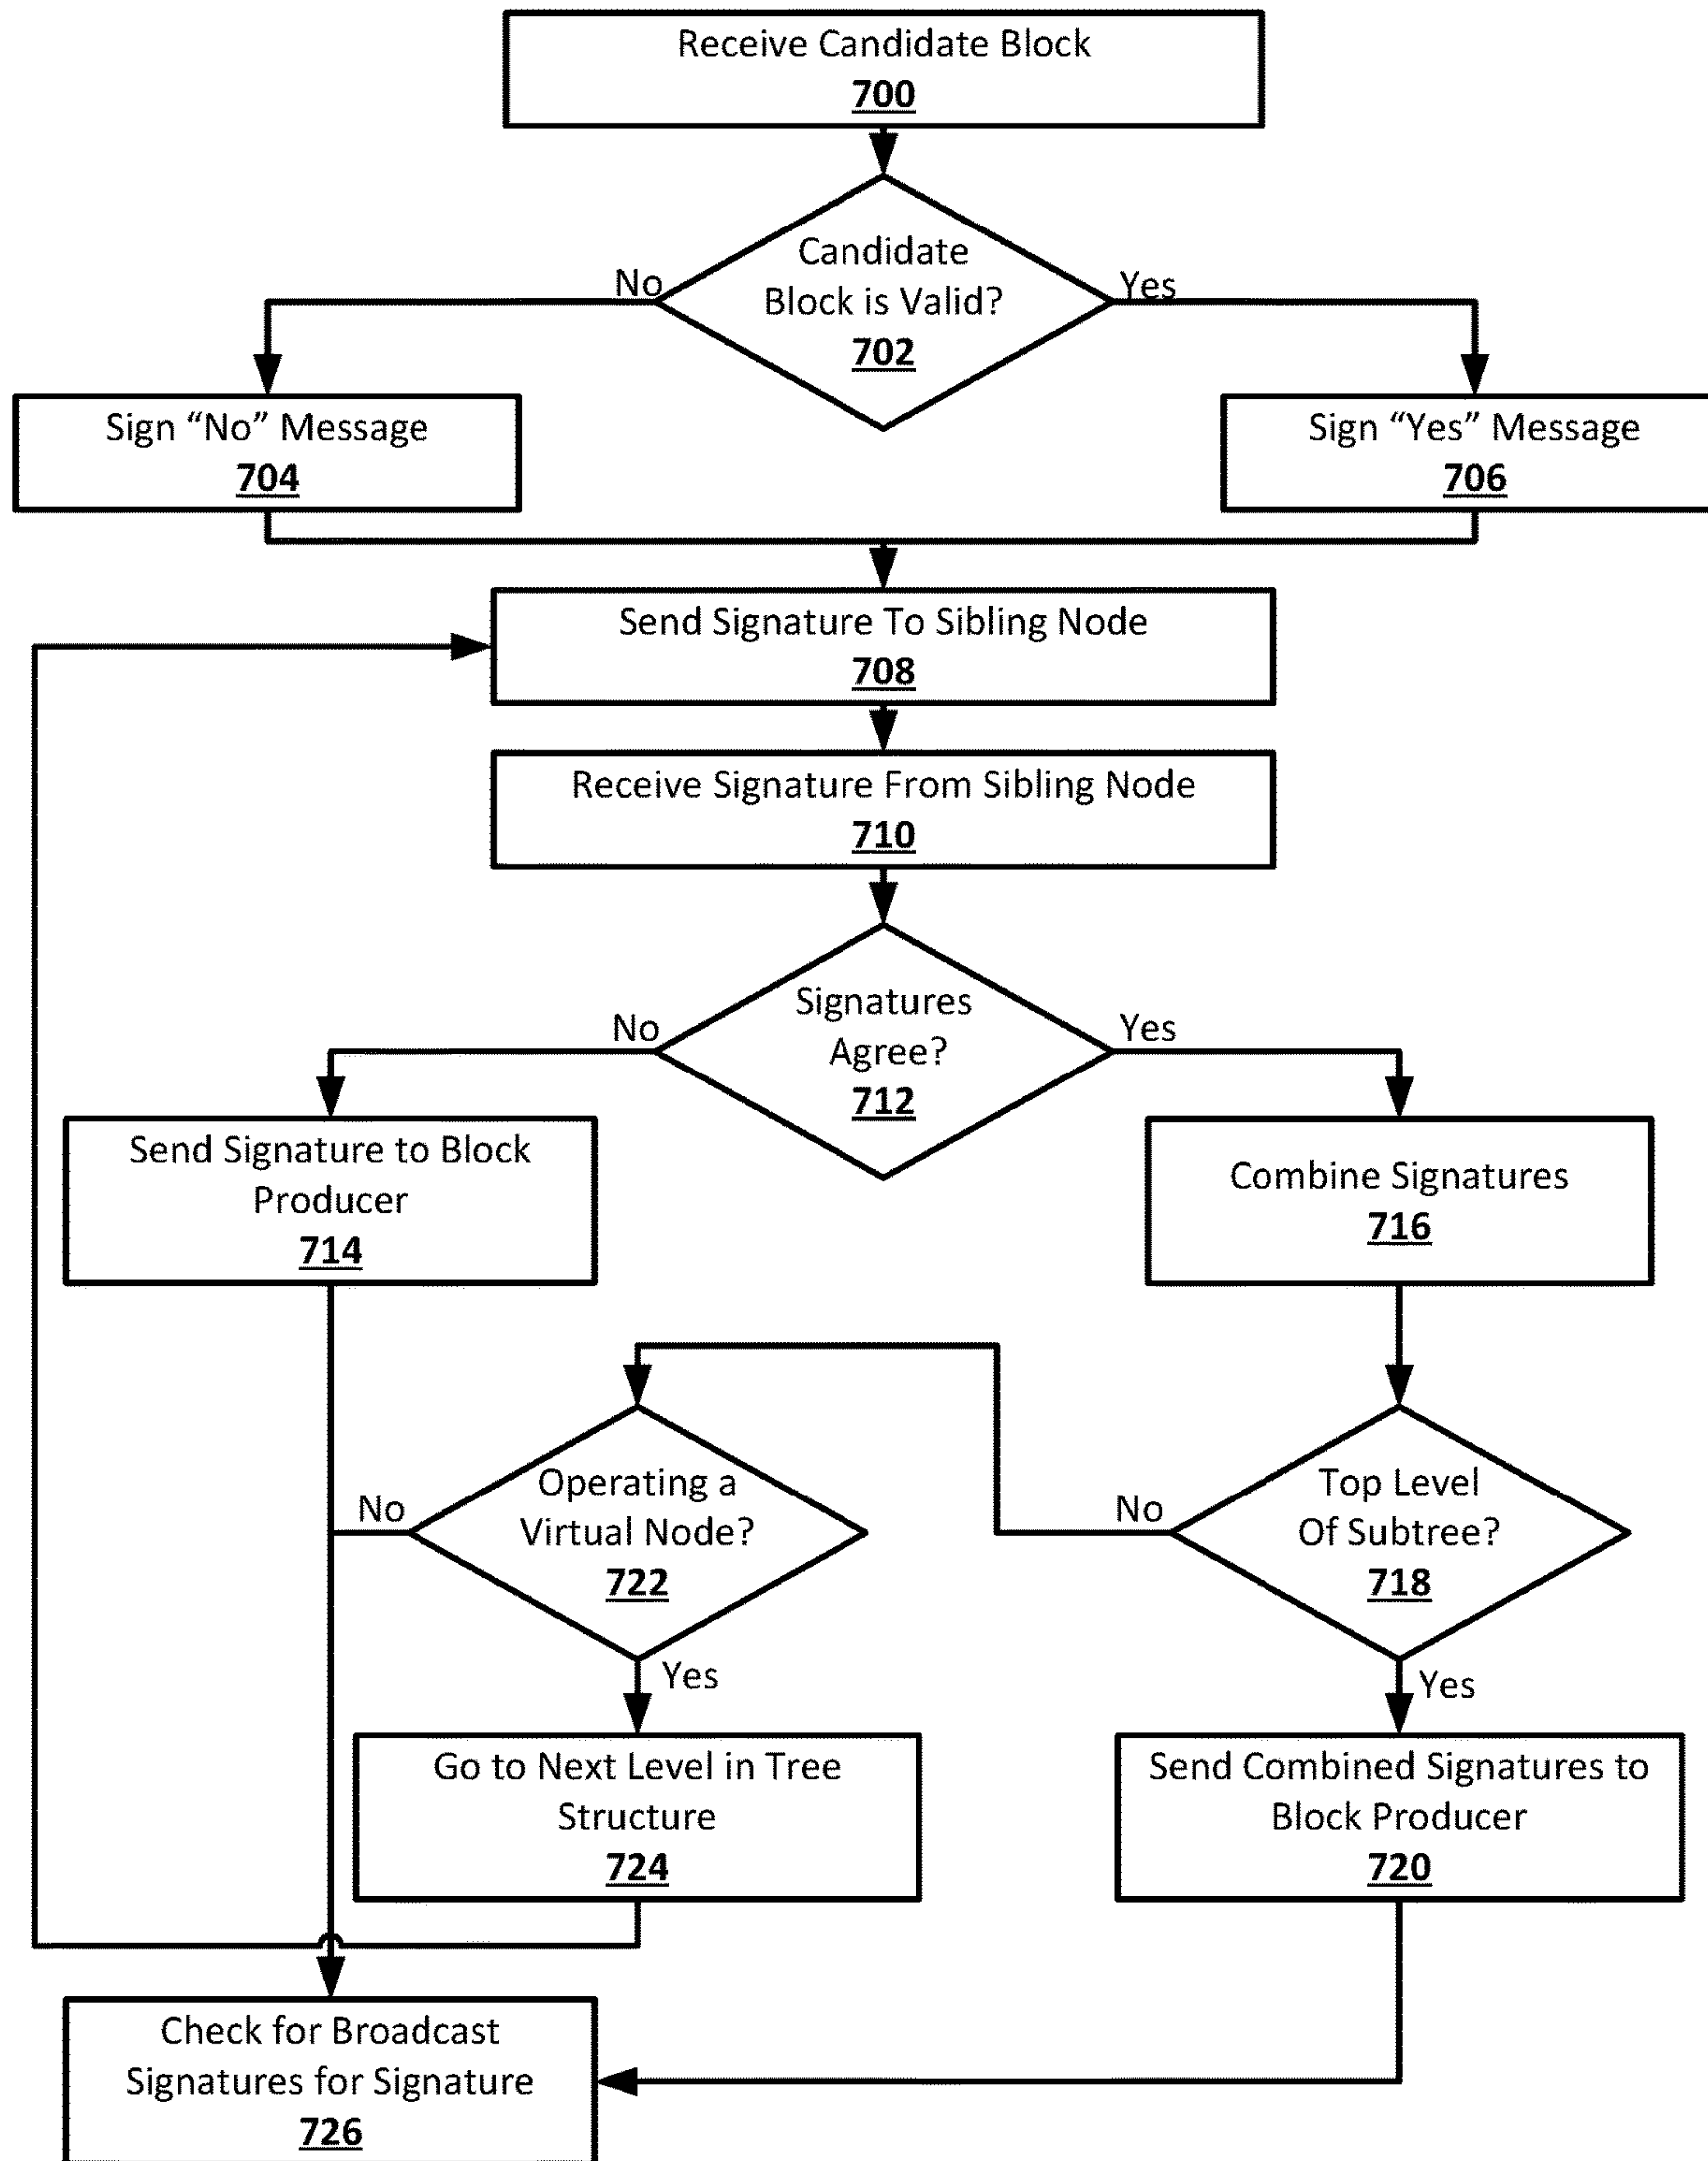 Receive Candidate Block
700
Candidate
Block is Valid?
702
No
Yes
Sign “No” Message
704
Sign “Yes” Message
706
Send Signature To Sibling Node
708
Receive Signature From Sibling Node
710
Signatures
Agree?
712
No
Yes
Send Signature to Block
Producer
714
Combine Signatures
716
Operating a
Virtual Node?
722
No
Yes
Top Level
Of Subtree?
718
No
Yes
Go to Next Level in Tree
Structure
724
Send Combined Signatures to
Block Producer
720
Check for Broadcast
Signatures for Signature
726